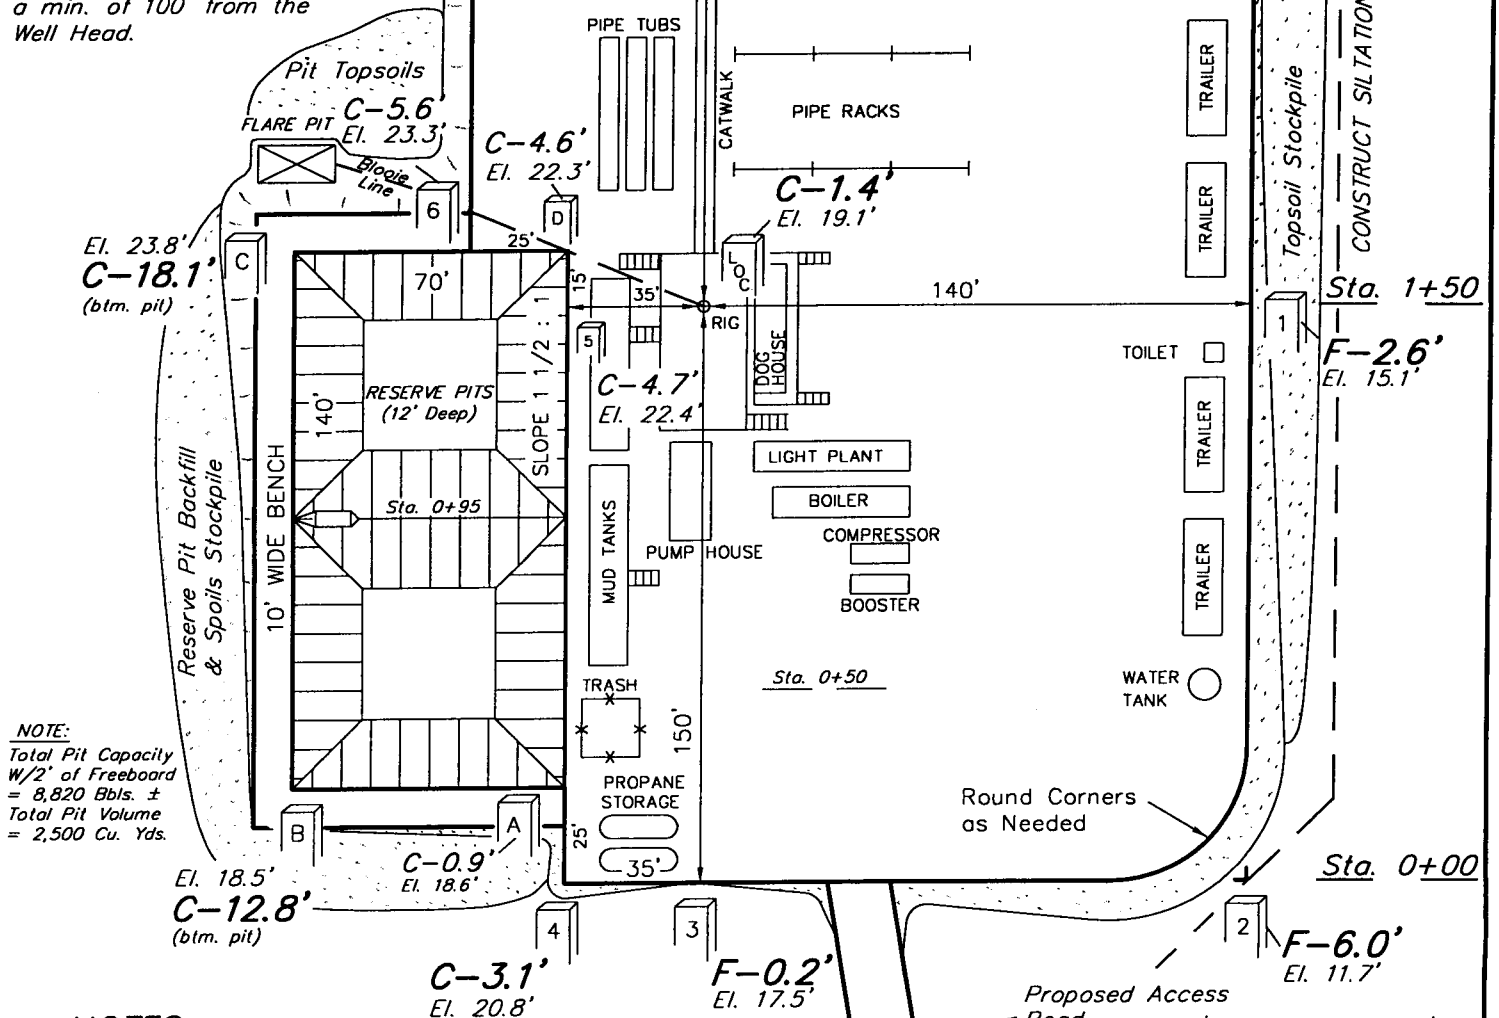 a min. of 100' from the
Well Head.
PIPE TUBS
CATWALK
PIPE RACKS
TRAILER
TRAILER
Topsoil Stockpile
CONSTRUCT SILTATION
Pit Topsoils
C-5.6'
El. 23.3'
FLARE PIT
Blooie
Line
6
C-4.6'
El. 22.3'
D
C-1.4'
El. 19.1'
LOC
El. 23.8'
C-18.1'
(btm. pit)
C
25'
70'
15'
35'
RIG
140'
Sta. 1+50
1
F-2.6'
El. 15.1'
TOILET
5
C-4.7'
El. 22.4'
DOG
HOUSE
SLOPE 1 1/2 : 1
140'
RESERVE PITS
(12' Deep)
LIGHT PLANT
BOILER
COMPRESSOR
BOOSTER
PUMP HOUSE
MUD TANKS
TRAILER
TRAILER
Sta. 0+95
10' WIDE BENCH
Reserve Pit Backfill
& Spoils Stockpile
Sta. 0+50
WATER
TANK
TRASH
150'
PROPANE
STORAGE
35'
25'
Round Corners
as Needed
NOTE:
Total Pit Capacity
W/2' of Freeboard
= 8,820 Bbls. ±
Total Pit Volume
= 2,500 Cu. Yds.
B
A
C-0.9'
El. 18.6'
El. 18.5'
C-12.8'
(btm. pit)
Sta. 0+00
4
C-3.1'
El. 20.8'
3
F-0.2'
El. 17.5'
2
F-6.0'
El. 11.7'
Proposed Access
Road
NOTES